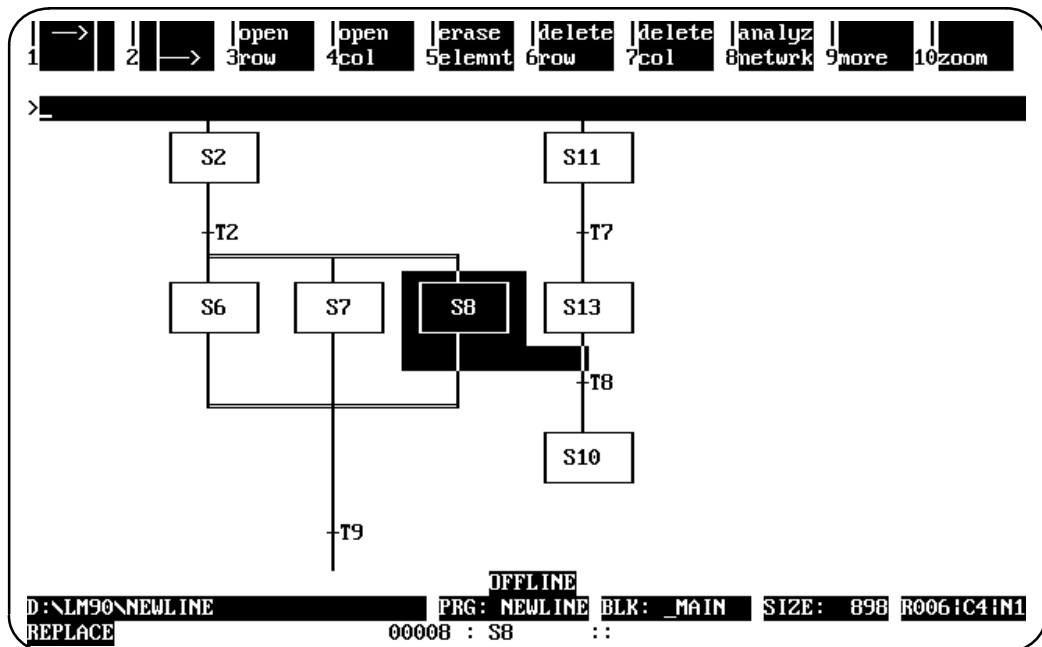 | —> | | | | |open |open |erase |delete |delete |analyz | |
1 2 —> 3row 4col 5elemnt 6row 7col 8netwrk 9more 10zoom
>_
S2 S11
T2 T7
S6 S7 S8 S13
T8
S10
T9
OFFLINE
D:\LM90\NEWLINE PRG: NEWLINE BLK: _MAIN SIZE: 898 R006|C4|N1
REPLACE 00008 : S8 ::